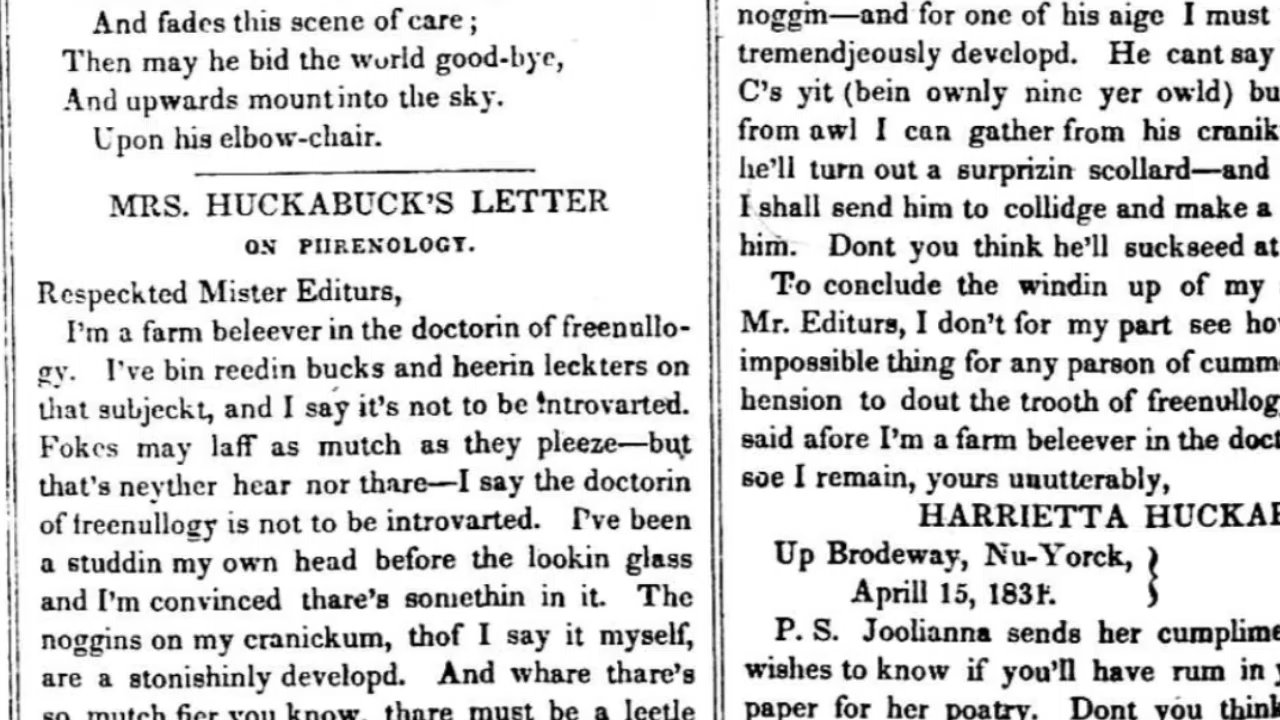 And fades this scene of care;
Then may he bid the world good-bye,
And upwards mount into the sky.
Upon his elbow-chair.
MRS. HUCKABUCK'S LETTER
ON PHRENOLOGY.
Respeckted Mister Editurs,
I'm a farm beleever in the doctorin of freenullo-
gy. I've bin reedin bucks and heerin leckters on
that subjeckt, and I say it's not to be introvarted.
Fokes may laff as mutch as they pleeze—but
that's neyther hear nor thare—I say the doctorin
of freenullogy is not to be introvarted. I've been
a studdin my own head before the lookin glass
and I'm convinced thare's somethin in it. The
noggins on my cranickum, thof I say it myself,
are a stonishinly developd. And whare thare's
so mutch fier you know, thare must be a leetle
noggin—and for one of his aige I must
tremendjeously developd. He cant say
C's yit (bein ownly nine yer owld) bu
from awl I can gather from his cranik
he'll turn out a surprizin scollard—and
I shall send him to collidge and make a
him. Dont you think he'll suckseed at
To conclude the windin up of my
Mr. Editurs, I don't for my part see ho
impossible thing for any parson of cumm
hension to dout the trooth of freenullog
said afore I'm a farm beleever in the doct
soe I remain, yours unutterably,
HARRIETTA HUCKAB
Up Brodeway, Nu-Yorck,
Aprill 15, 1831.
P. S. Joolianna sends her cumplime
wishes to know if you'll have rum in y
paper for her poatry. Dont you think